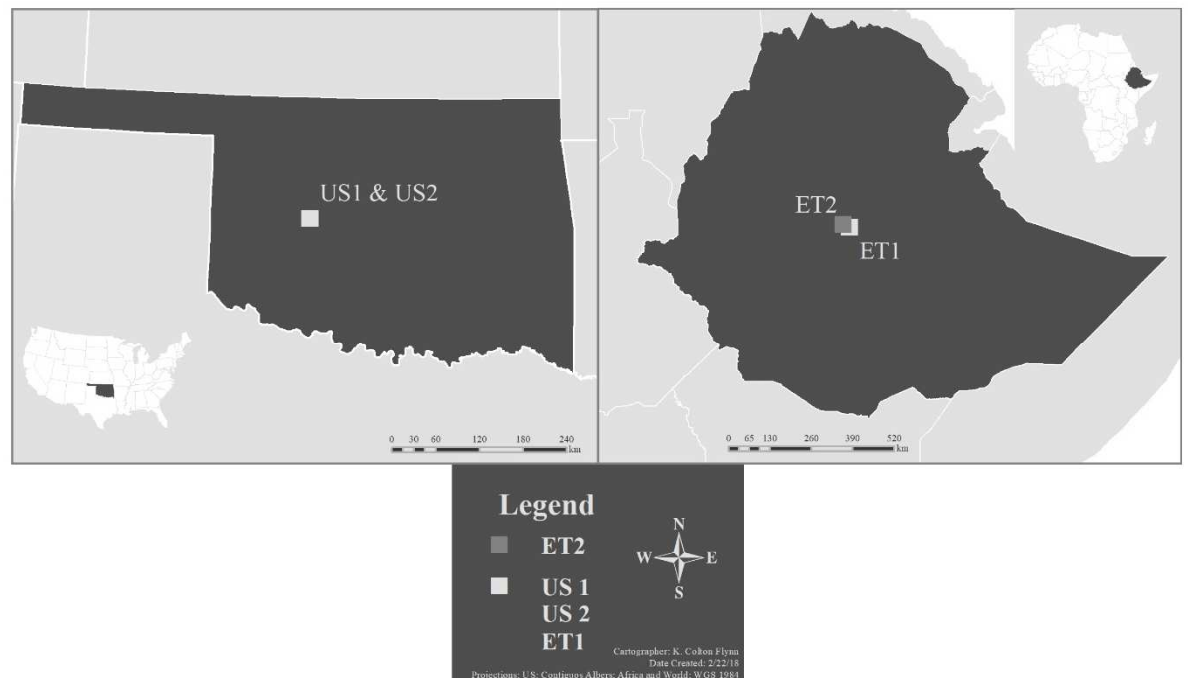 US1 & US2
0 30 60 120 180 240
km
ET2
ET1
0 65 130 260 390 520
km
Legend
ET2
US 1
US 2
ET1
N
W E
S
Cartographer: K. Colton Flynn
Date Created: 2/22/18
Projections: US: Contiguos Albers; Africa and World: WGS 1984